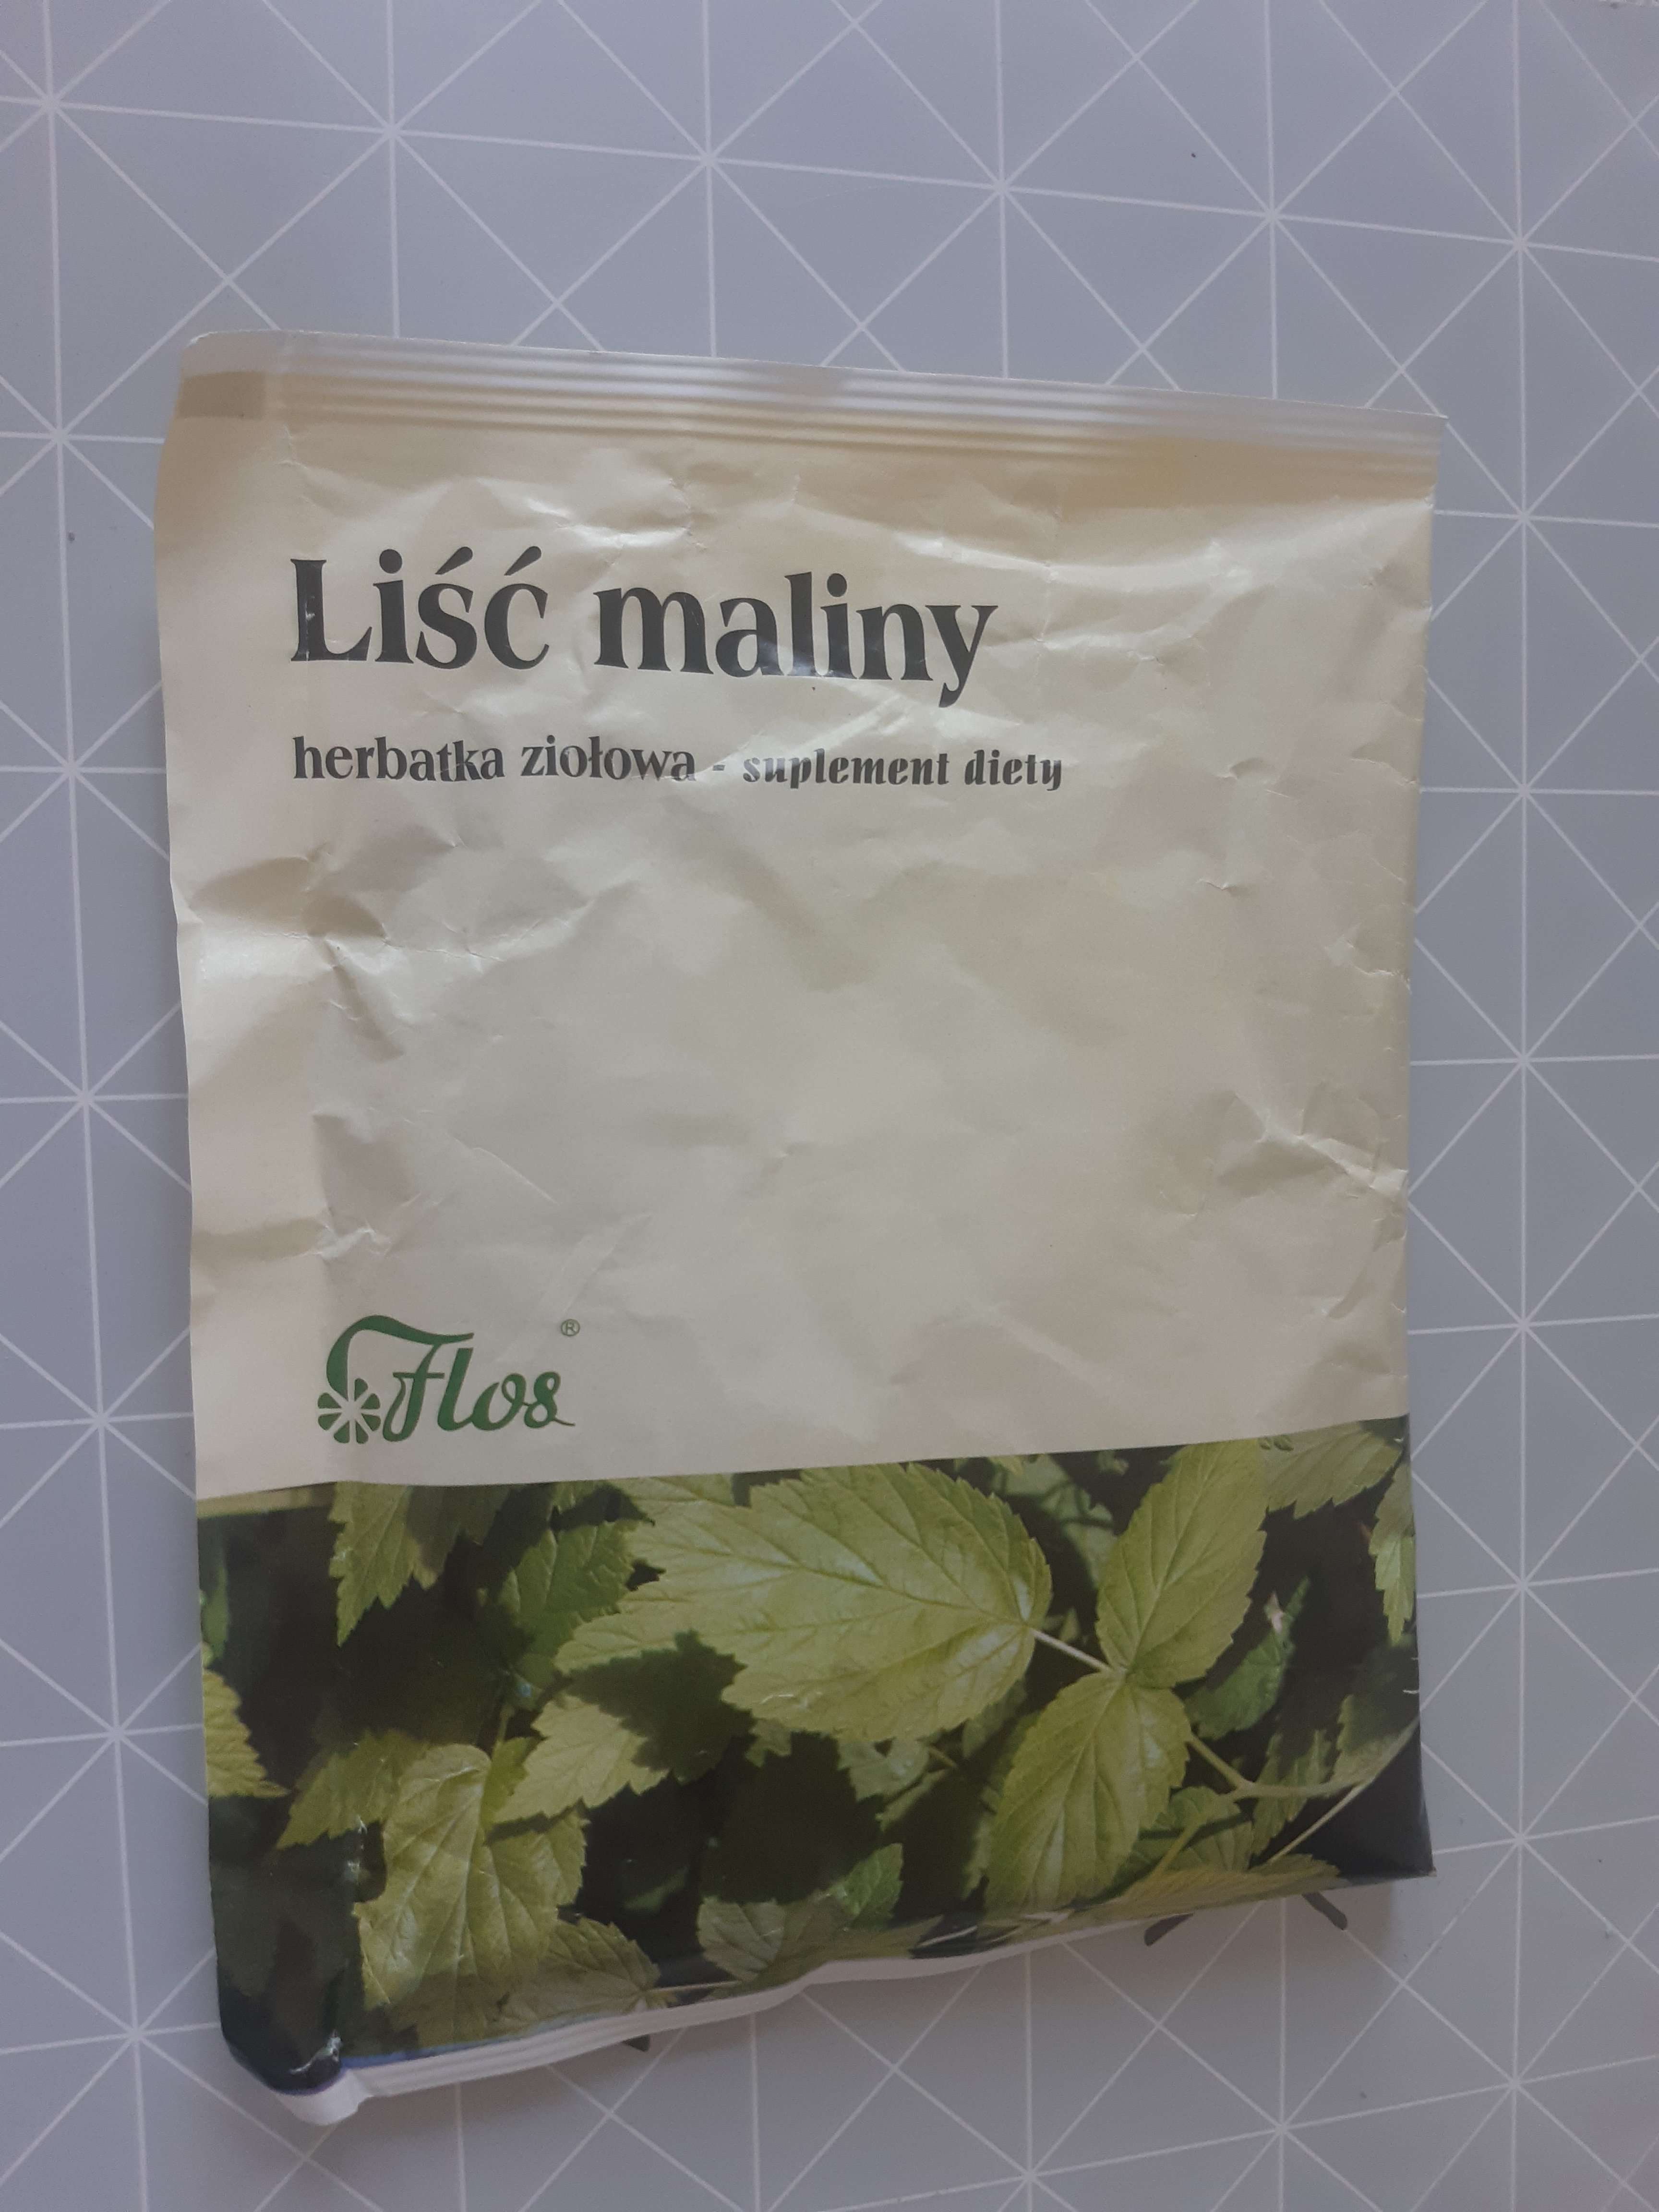 Liść maliny
herbatka ziołowa - suplement diety
Flos®